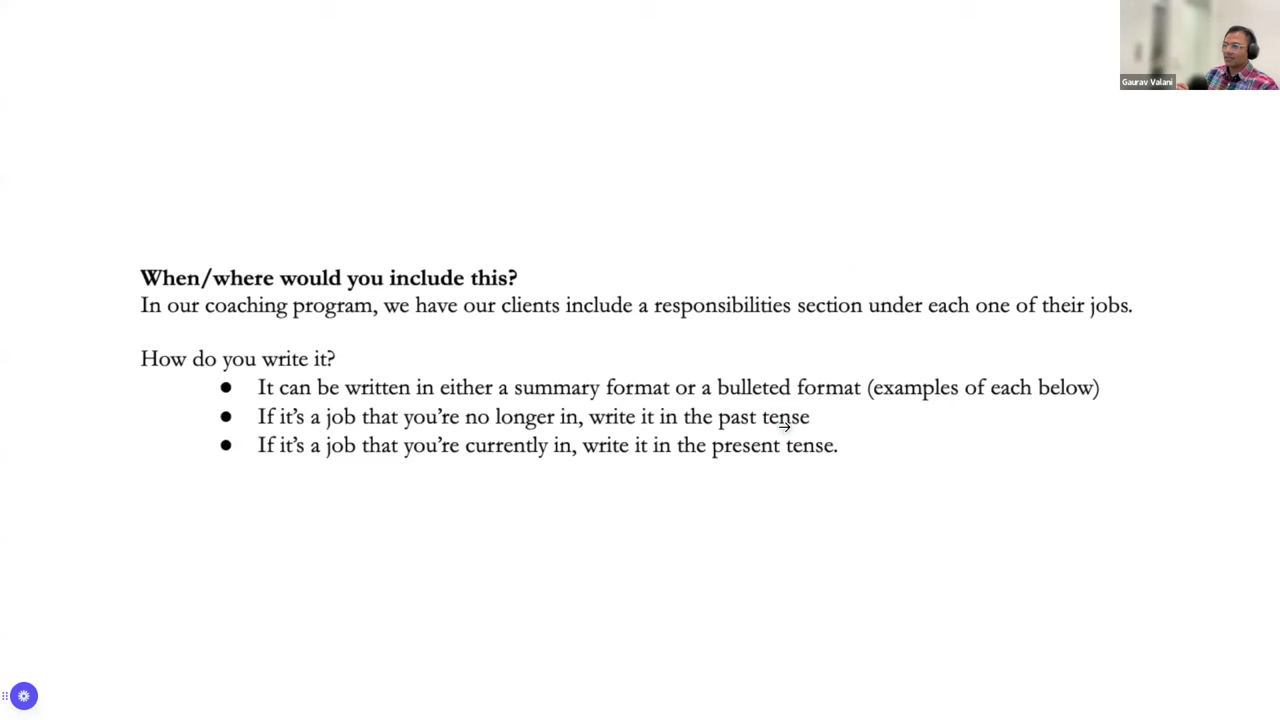 Gaurav Valani
When/where would you include this?
In our coaching program, we have our clients include a responsibilities section under each one of their jobs.
How do you write it?
● It can be written in either a summary format or a bulleted format (examples of each below)
● If it’s a job that you’re no longer in, write it in the past tense
● If it’s a job that you’re currently in, write it in the present tense.